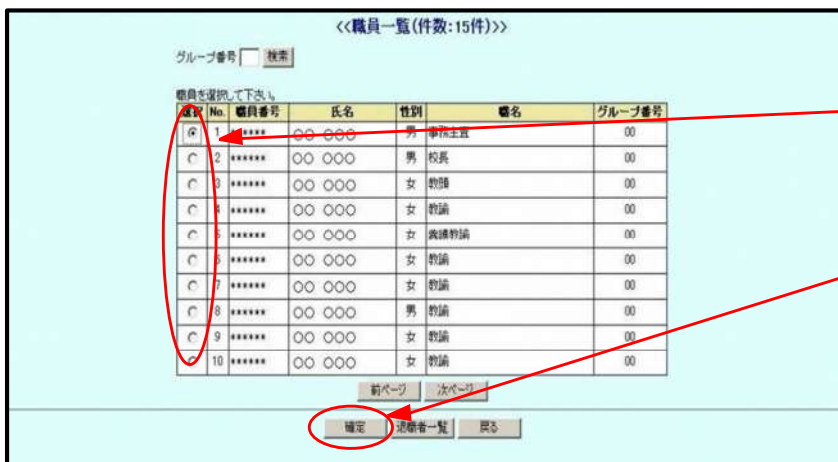 <<職員一覧(件数:15件)>>
グループ番号 検索
職員を選択して下さい。
選択 No. 職員番号 氏名 性別 職名 グループ番号
1 ****** ○○ ○○○ 男 事務主査 00
2 ****** ○○ ○○○ 男 校長 00
3 ****** ○○ ○○○ 女 教頭 00
4 ****** ○○ ○○○ 女 教諭 00
5 ****** ○○ ○○○ 女 養護教諭 00
6 ****** ○○ ○○○ 女 教諭 00
7 ****** ○○ ○○○ 女 教諭 00
8 ****** ○○ ○○○ 男 教諭 00
9 ****** ○○ ○○○ 女 教諭 00
10 ****** ○○ ○○○ 女 教諭 00
前ページ 次ページ
確定 退職者一覧 戻る